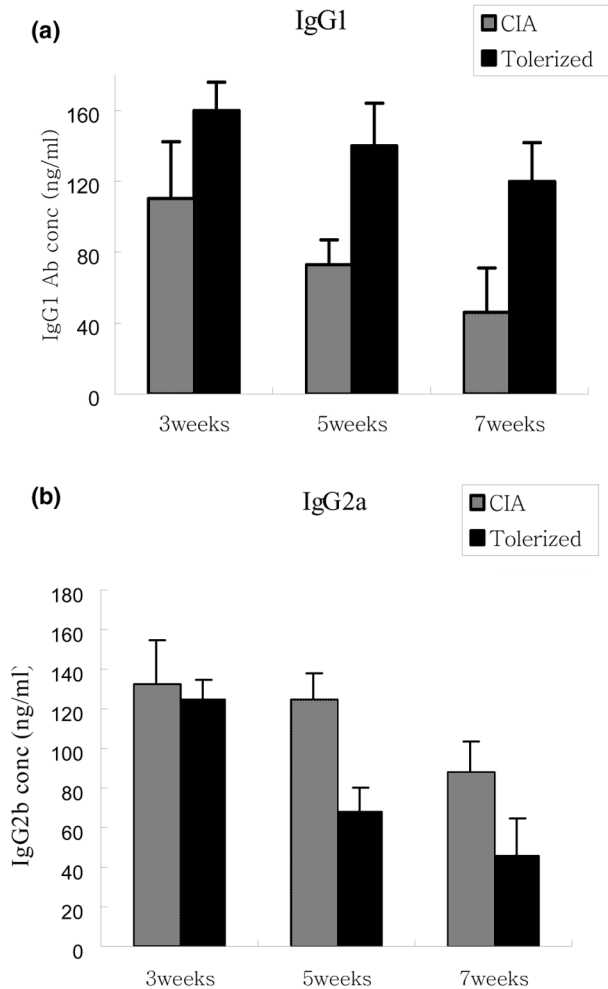 (a)
IgG1
CIA
Tolerized
IgG1 Ab conc (ng/ml)
160
120
80
40
0
3weeks 5weeks 7weeks
(b)
IgG2a
CIA
Tolerized
IgG2b conc (ng/ml)
180
160
140
120
100
80
60
40
20
0
3weeks 5weeks 7weeks